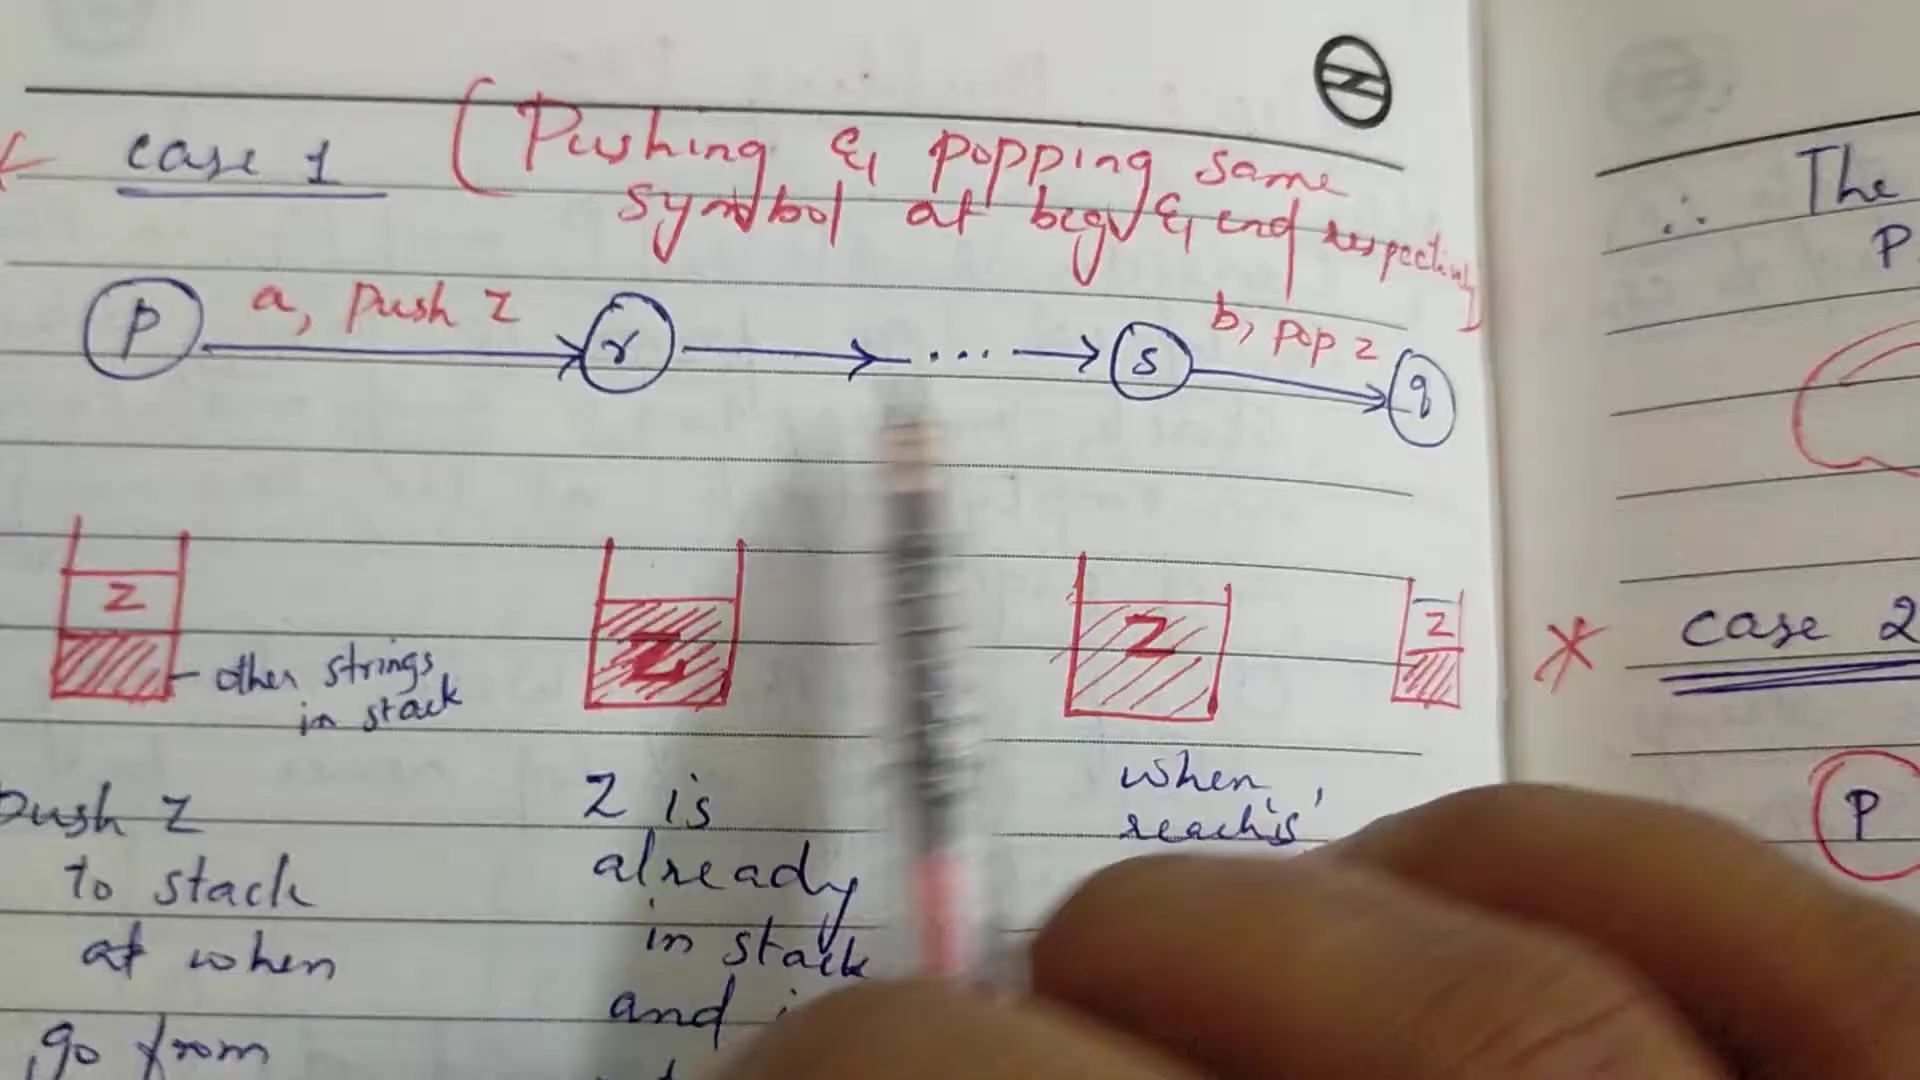 case 1 (Pushing & popping same
symbol at beg & end respectively)
p a, Push z r ... s b, pop z q
z z z z
other strings
in stack
Push z
to stack
at when
go from
z is
already
in stack
and
when
reach 's'
∴ The
P
* case 2
P